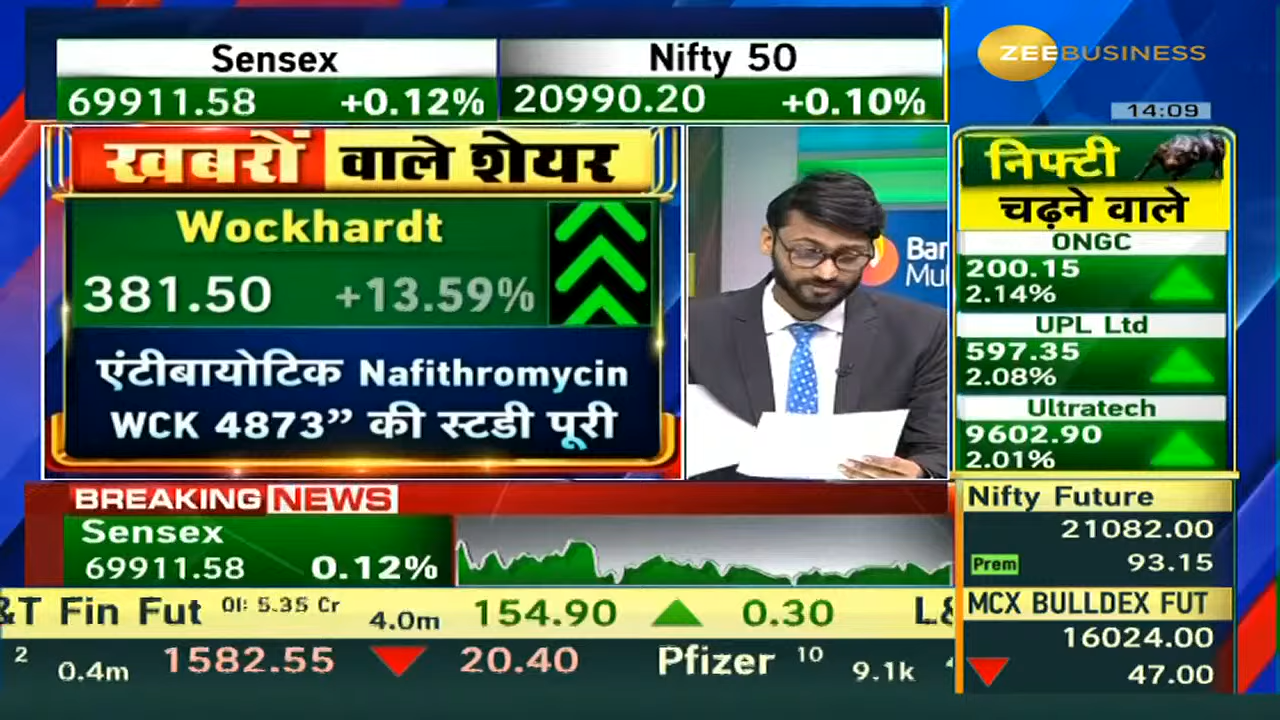 Sensex
69911.58 +0.12%
Nifty 50
20990.20 +0.10%
ZEEBUSINESS
14:09
खबरों वाले शेयर
Wockhardt
381.50 +13.59%
एंटीबायोटिक Nafithromycin
WCK 4873” की स्टडी पूरी
निफ्टी
चढ़ने वाले
ONGC
200.15
2.14%
UPL Ltd
597.35
2.08%
Ultratech
9602.90
2.01%
BREAKING NEWS
Sensex
69911.58 0.12%
Nifty Future
21082.00
Prem 93.15
MCX BULLDEX FUT
16024.00
47.00
&T Fin Fut OI: 5.35 Cr 4.0m 154.90 0.30 L&
2 0.4m 1582.55 20.40 Pfizer 10 9.1k